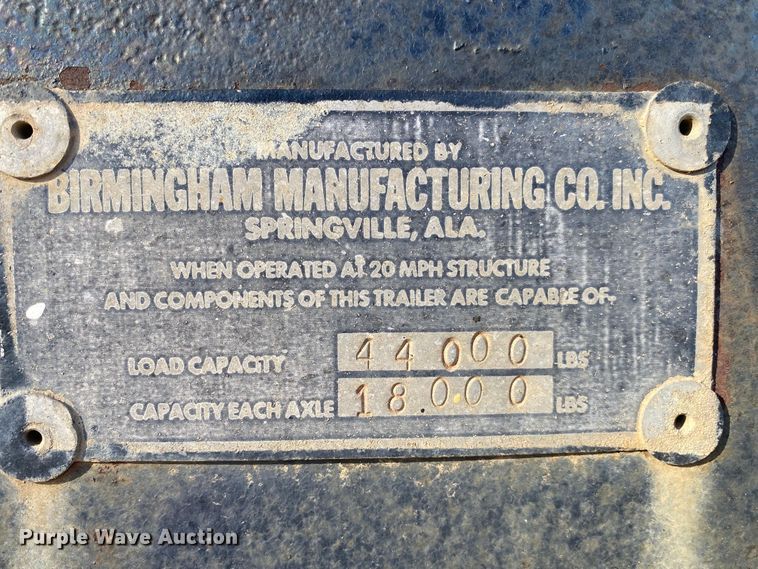 MANUFACTURED BY
BIRMINGHAM MANUFACTURING CO. INC.
SPRINGVILLE, ALA.
WHEN OPERATED AT 20 MPH STRUCTURE
AND COMPONENTS OF THIS TRAILER ARE CAPABLE OF-
LOAD CAPACITY 44000 LBS
CAPACITY EACH AXLE 18000 LBS
Purple Wave Auction